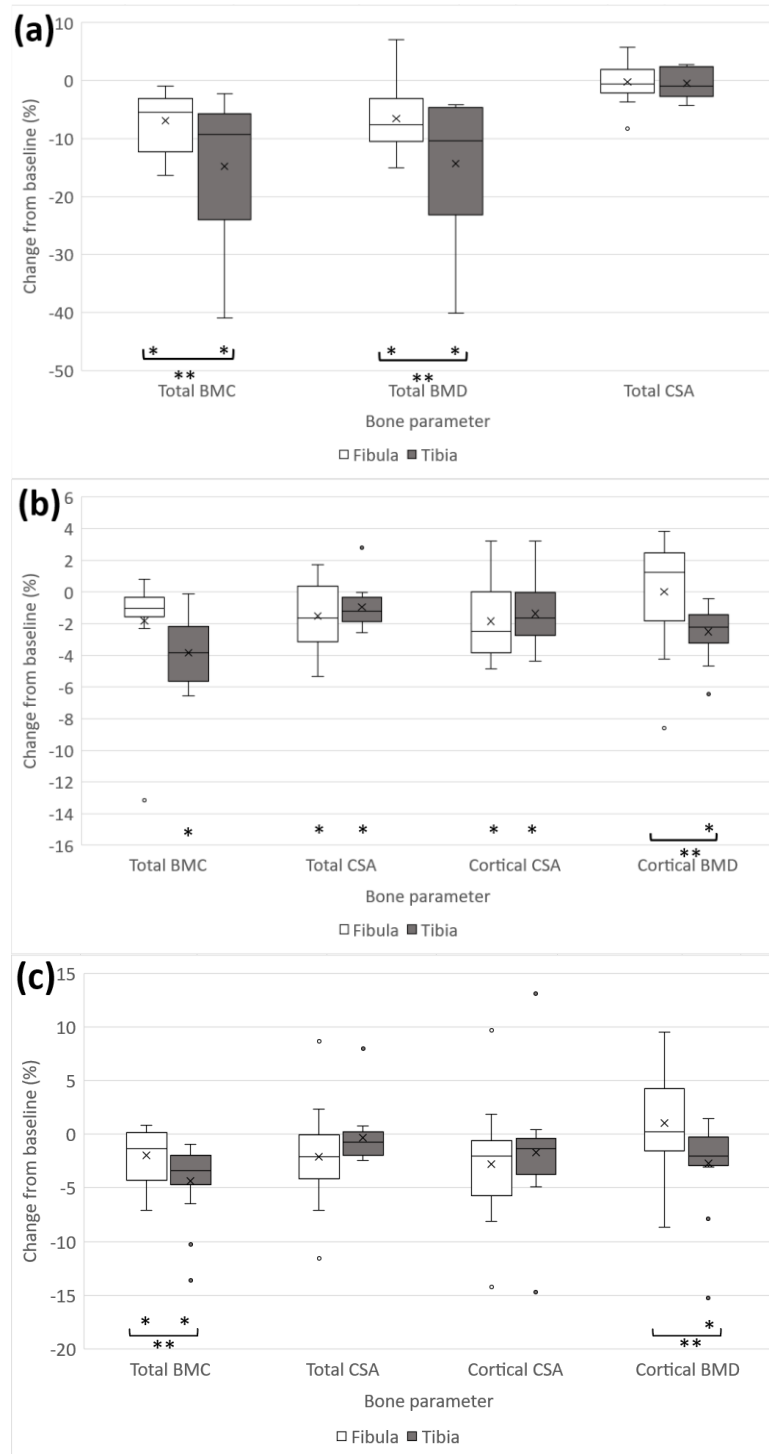 (a)
10
0
-10
-20
-30
-40
-50
Change from baseline (%)
* * * *
** **
Total BMC Total BMD Total CSA
Bone parameter
Fibula Tibia
(b)
6
4
2
0
-2
-4
-6
-8
-10
-12
-14
-16
Change from baseline (%)
* * * * * *
**
Total BMC Total CSA Cortical CSA Cortical BMD
Bone parameter
Fibula Tibia
(c)
15
10
5
0
-5
-10
-15
-20
Change from baseline (%)
* * *
** **
Total BMC Total CSA Cortical CSA Cortical BMD
Bone parameter
Fibula Tibia